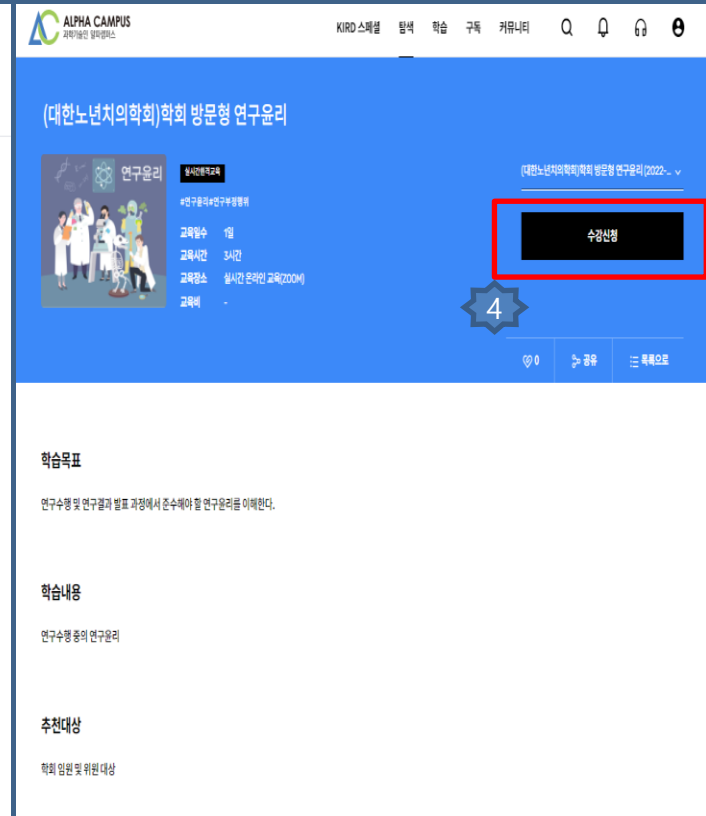 ALPHA CAMPUS
과학기술인 알파캠퍼스
KIRD 스페셜 탐색 학습 구독 커뮤니티
(대한노년치의학회)학회 방문형 연구윤리
연구윤리
실시간원격교육
#연구윤리#연구부정행위
교육일수 1일
교육시간 3시간
교육장소 실시간 온라인 교육(ZOOM)
교육비 -
(대한노년치의학회)학회 방문형 연구윤리 (2022-...
수강신청
4
0 공유 목록으로
학습목표
연구수행 및 연구결과 발표 과정에서 준수해야 할 연구윤리를 이해한다.
학습내용
연구수행 중의 연구윤리
추천대상
학회 임원 및 위원 대상